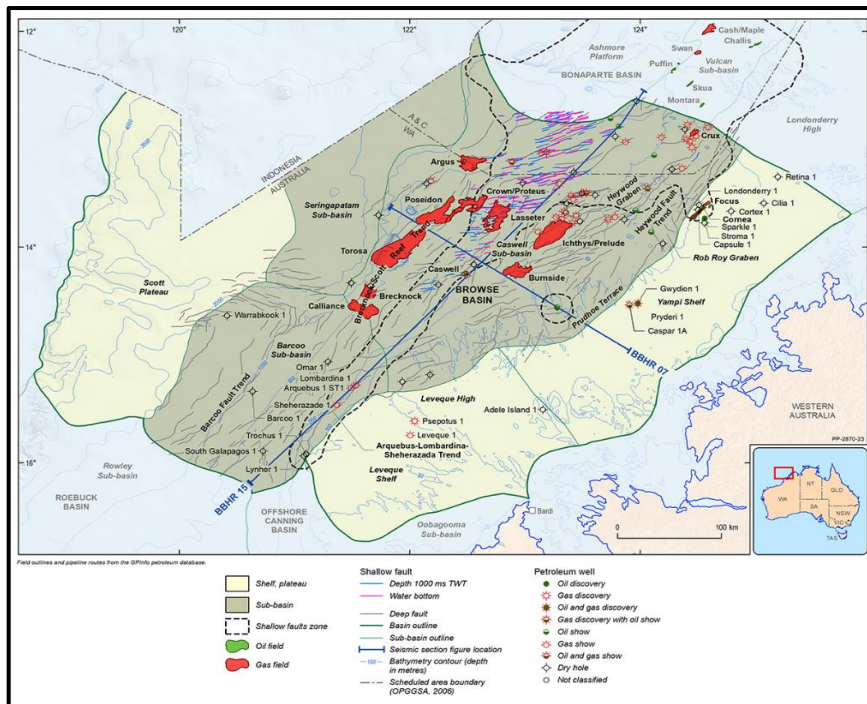 120°
122°
124°
12°
Cash/Maple
Challis
Swan
Ashmore
Platform
Vulcan
Sub-basin
Puffin
BONAPARTE BASIN
Skua
Montara
Londonderry
High
A & C
WA
INDONESIA
AUSTRALIA
Argus
Crux
Retina 1
Heywood
Graben
Poseidon
Crown/Proteus
Londonderry 1
Focus
Cilia 1
Seringapatam
Sub-basin
Lasseter
Heywood Fault
Trend
Cortex 1
Cornea
Sparkle 1
Stroma 1
Capsule 1
14°
Torosa
Reef Trend
Brecknock-Scott
Ichthys/Prelude
Caswell
Sub-basin
Rob Roy Graben
Scott
Plateau
Caswell
Burnside
BROWSE
BASIN
Brecknock
Calliance
Gwydion 1
Yampi Shelf
Prudhoe Terrace
Pryderi 1
Caspar 1A
Warrabkook 1
Barcoo
Sub-basin
BBHR 07
Omar 1
Lombardina 1
Arquebus 1 ST1
Barcoo Fault Trend
Sheherazade 1
Leveque High
Adele Island 1
WESTERN
AUSTRALIA
Barcoo 1
Psepotus 1
Trochus 1
Leveque 1
PP-2870-23
South Galapagos 1
Arquebus-Lombardina-
Sheherazada Trend
16°
Rowley
Sub-basin
Lynher 1
Leveque
Shelf
BBHR 15
ROEBUCK
BASIN
OFFSHORE
CANNING
BASIN
Oobagooma
Sub-basin
Bardi
0
100 km
NT
WA
QLD
SA
NSW
VIC
TAS
Field outlines and pipeline routes from the GPinfo petroleum database.
Shelf, plateau
Sub-basin
Shallow faults zone
Oil field
Gas field
Shallow fault
Depth 1000 ms TWT
Water bottom
Deep fault
Basin outline
Sub-basin outline
Seismic section figure location
100
Bathymetry contour (depth
in metres)
Scheduled area boundary
(OPGGSA, 2006)
Petroleum well
Oil discovery
Gas discovery
Oil and gas discovery
Gas discovery with oil show
Oil show
Gas show
Oil and gas show
Dry hole
Not classified